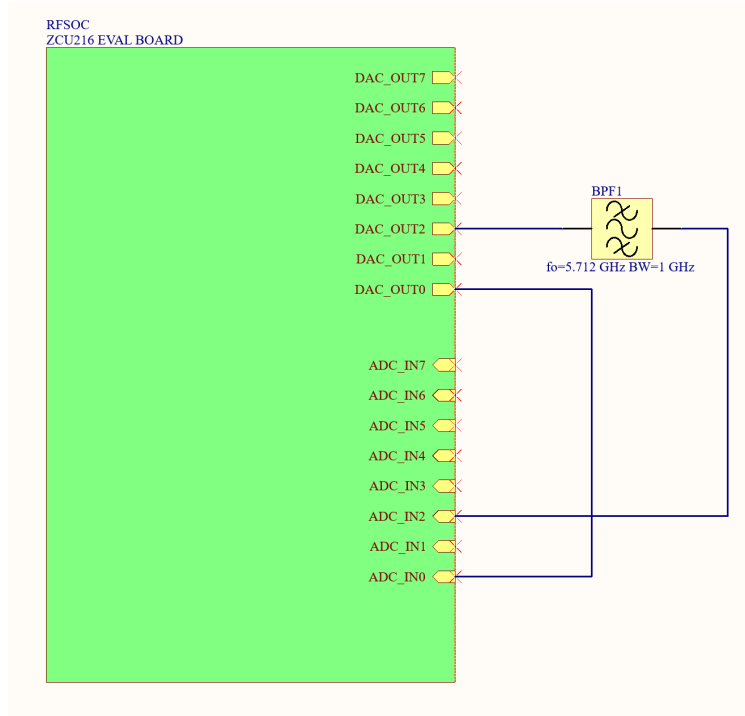 RFSOC
ZCU216 EVAL BOARD
DAC_OUT7
DAC_OUT6
DAC_OUT5
DAC_OUT4
DAC_OUT3
DAC_OUT2
DAC_OUT1
DAC_OUT0
BPF1
fo=5.712 GHz BW=1 GHz
ADC_IN7
ADC_IN6
ADC_IN5
ADC_IN4
ADC_IN3
ADC_IN2
ADC_IN1
ADC_IN0